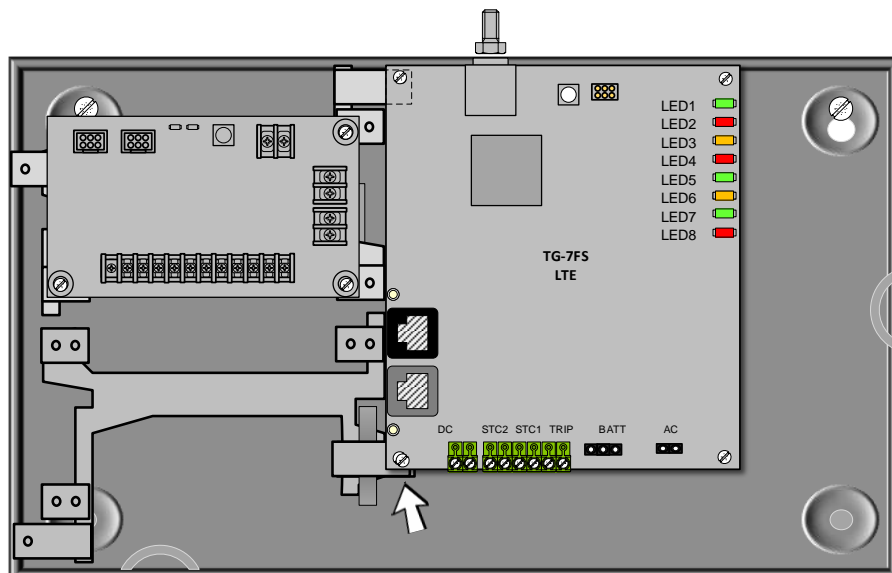 LED1
LED2
LED3
LED4
LED5
LED6
LED7
LED8
TG-7FS
LTE
DC STC2 STC1 TRIP BATT AC